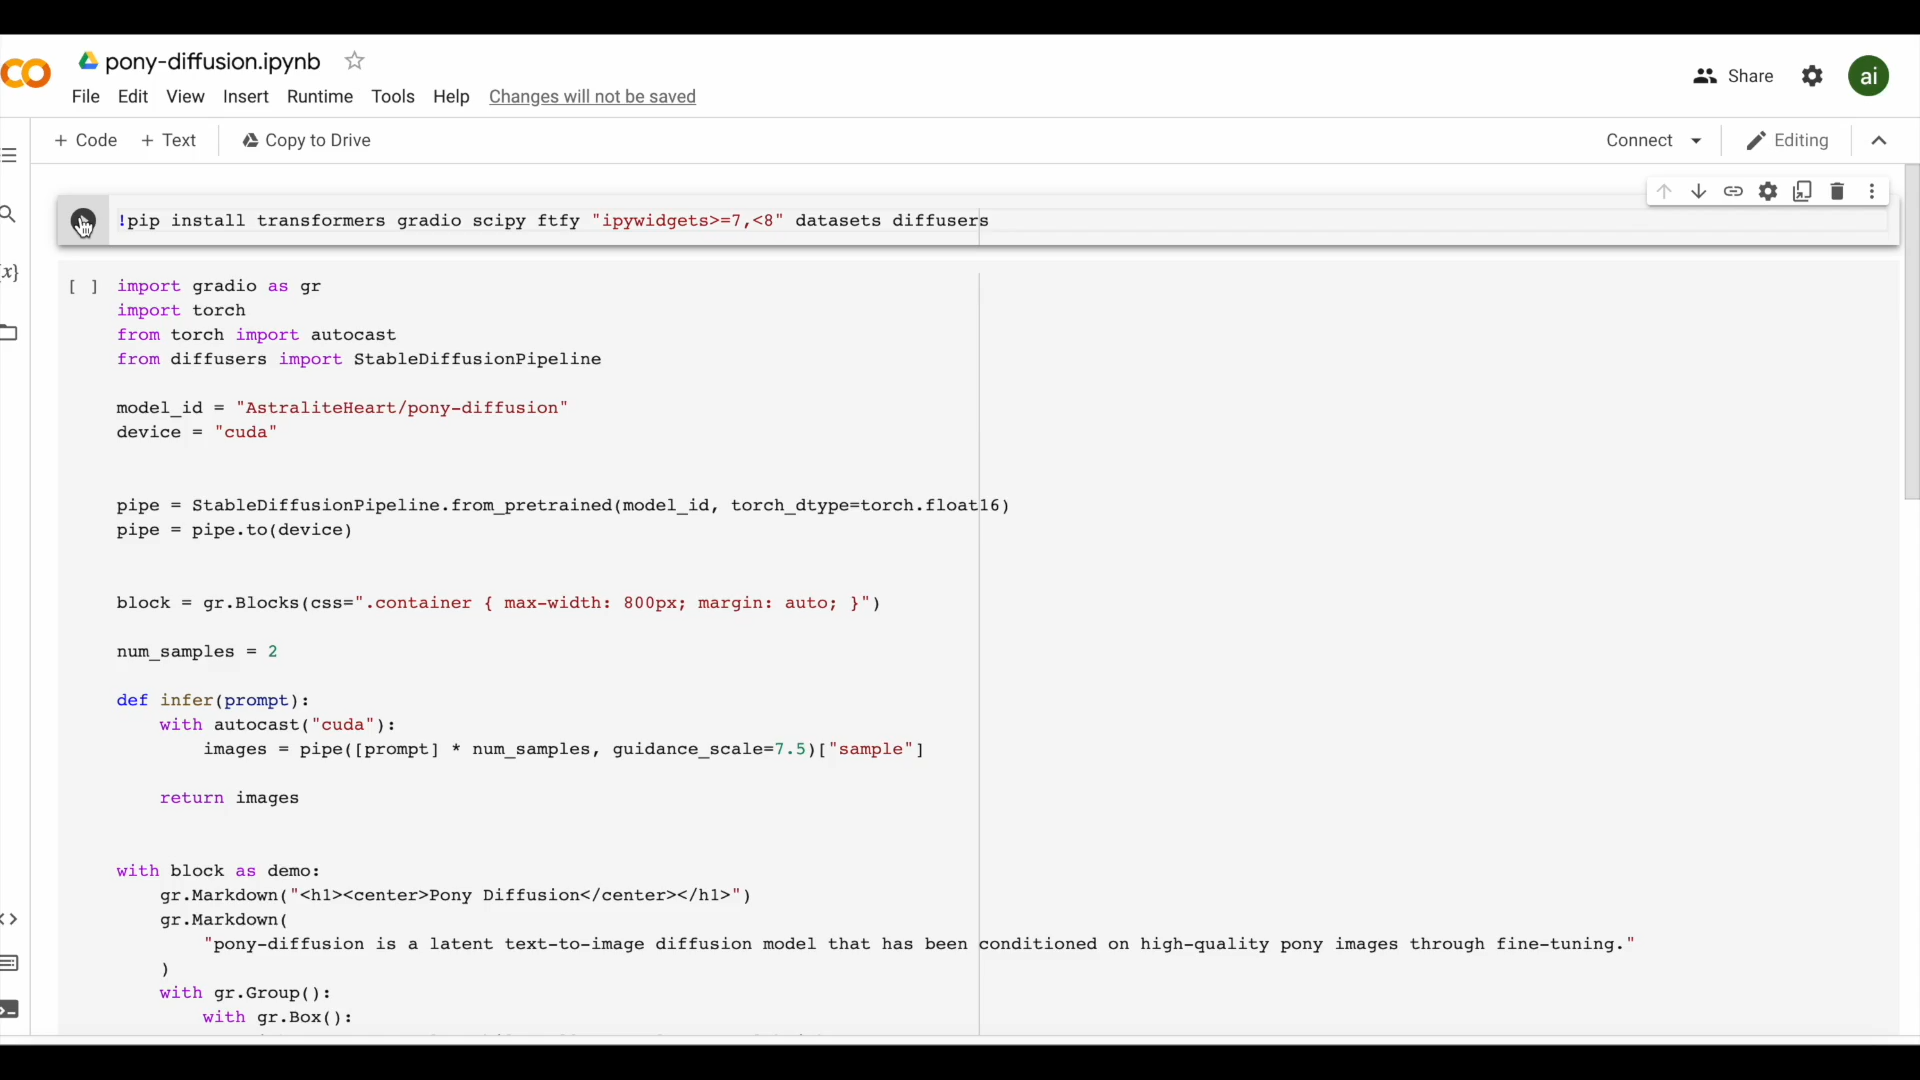 pony-diffusion.ipynb
File Edit View Insert Runtime Tools Help Changes will not be saved
Share
ai
+ Code + Text Copy to Drive
Connect Editing
!pip install transformers gradio scipy ftfy "ipywidgets>=7,<8" datasets diffusers
[ ] import gradio as gr
import torch
from torch import autocast
from diffusers import StableDiffusionPipeline
model_id = "AstraliteHeart/pony-diffusion"
device = "cuda"
pipe = StableDiffusionPipeline.from_pretrained(model_id, torch_dtype=torch.float16)
pipe = pipe.to(device)
block = gr.Blocks(css=".container { max-width: 800px; margin: auto; }")
num_samples = 2
def infer(prompt):
    with autocast("cuda"):
        images = pipe([prompt] * num_samples, guidance_scale=7.5)["sample"]
    return images
with block as demo:
    gr.Markdown("<h1><center>Pony Diffusion</center></h1>")
    gr.Markdown(
        "pony-diffusion is a latent text-to-image diffusion model that has been conditioned on high-quality pony images through fine-tuning."
    )
    with gr.Group():
        with gr.Box():